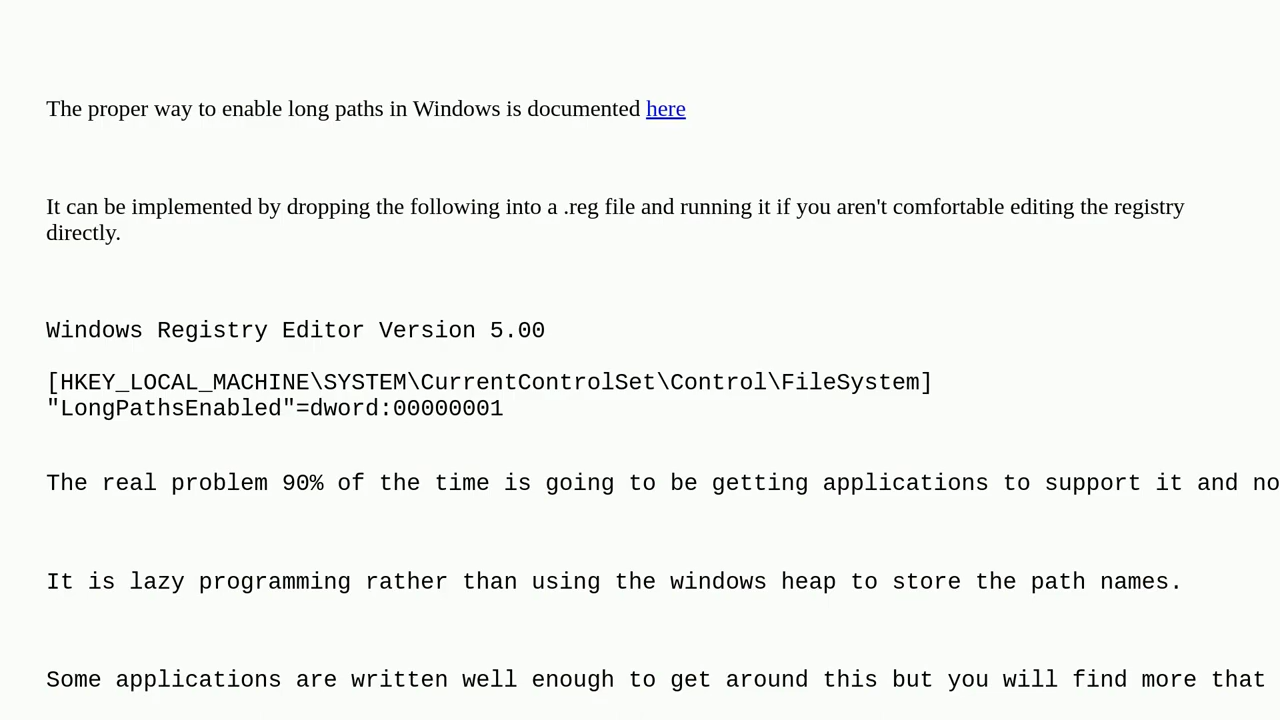 The proper way to enable long paths in Windows is documented here
It can be implemented by dropping the following into a .reg file and running it if you aren't comfortable editing the registry
directly.
Windows Registry Editor Version 5.00
[HKEY_LOCAL_MACHINE\SYSTEM\CurrentControlSet\Control\FileSystem]
"LongPathsEnabled"=dword:00000001
The real problem 90% of the time is going to be getting applications to support it and no
It is lazy programming rather than using the windows heap to store the path names.
Some applications are written well enough to get around this but you will find more that